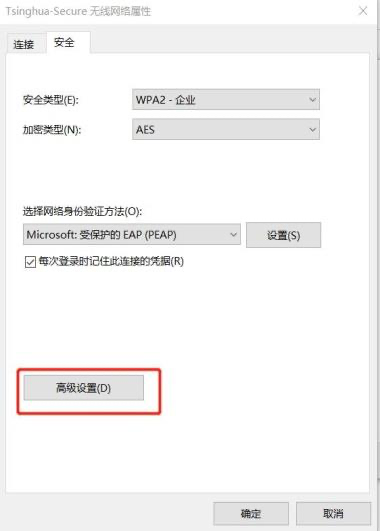 Tsinghua-Secure 无线网络属性
连接 安全
安全类型(E): WPA2 - 企业
加密类型(N): AES
选择网络身份验证方法(O):
Microsoft: 受保护的 EAP (PEAP) 设置(S)
每次登录时记住此连接的凭据(R)
高级设置(D)
确定 取消